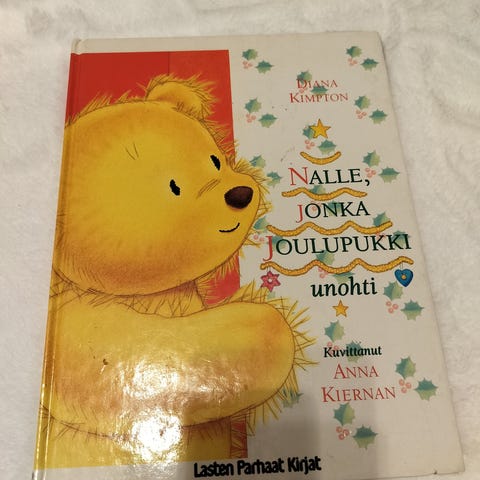 DIANA
KIMPTON
NALLE,
JONKA
JOULUPUKKI
unohti
Kuvittanut
ANNA
KIERNAN
Lasten Parhaat Kirjat